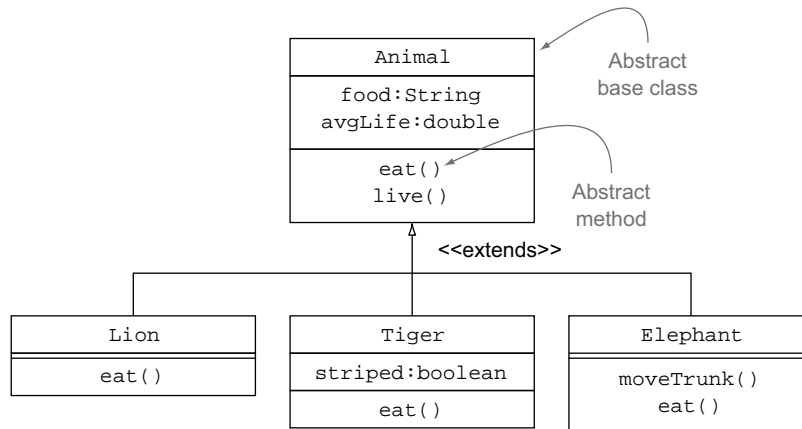 Animal
Abstract
base class
food:String
avgLife:double
eat()
live()
Abstract
method
<<extends>>
Lion
eat()
Tiger
striped:boolean
eat()
Elephant
moveTrunk()
eat()